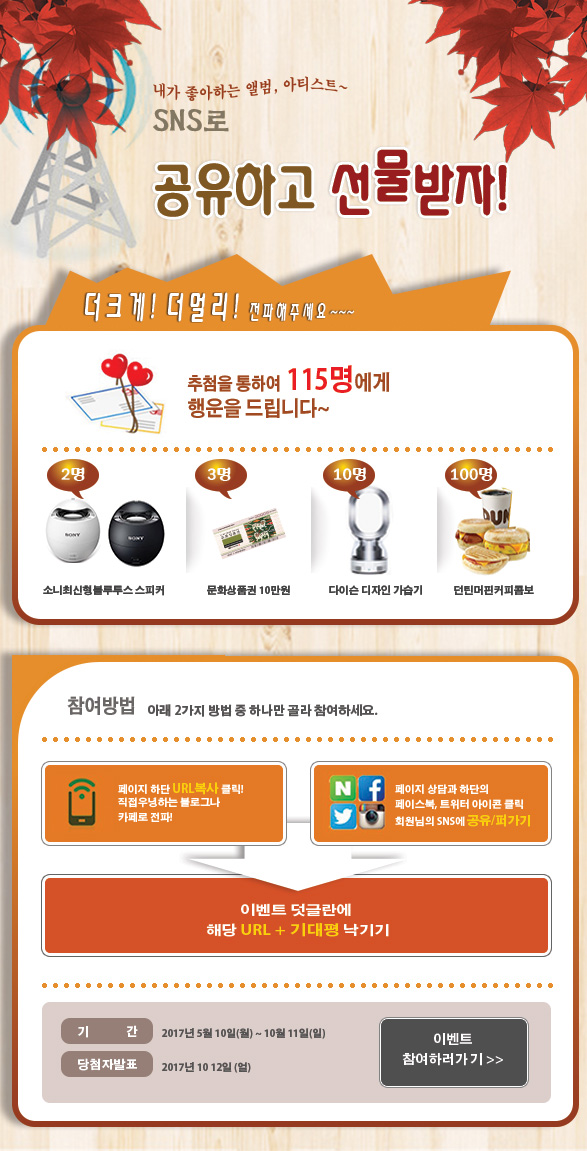 내가 좋아하는 앨범, 아티스트~
SNS로
공유하고 선물받자!
더크게! 더멀리! 전파해주세요~~~
추첨을 통하여 115명에게
행운을 드립니다~
2명
3명
10명
100명
SONY
SONY
DUN
소니최신형블루투스 스피커
문화상품권 10만원
다이슨 디자인 가습기
던틴머핀커피콤보
참여방법 아래 2가지 방법 중 하나만 골라 참여하세요.
페이지 하단 URL복사 클릭!
직접우녕하는 블로그나
카페로 전파!
N f
페이지 상담과 하단의
페이스북, 트위터 아이콘 클릭
회원님의 SNS에 공유/퍼가기
이벤트 덧글란에
해당 URL + 기대평 낙기기
기 간 2017년 5월 10일(월) ~ 10월 11일(일)
당첨자발표 2017년 10 12일 (월)
이벤트
참여하러가 기 >>